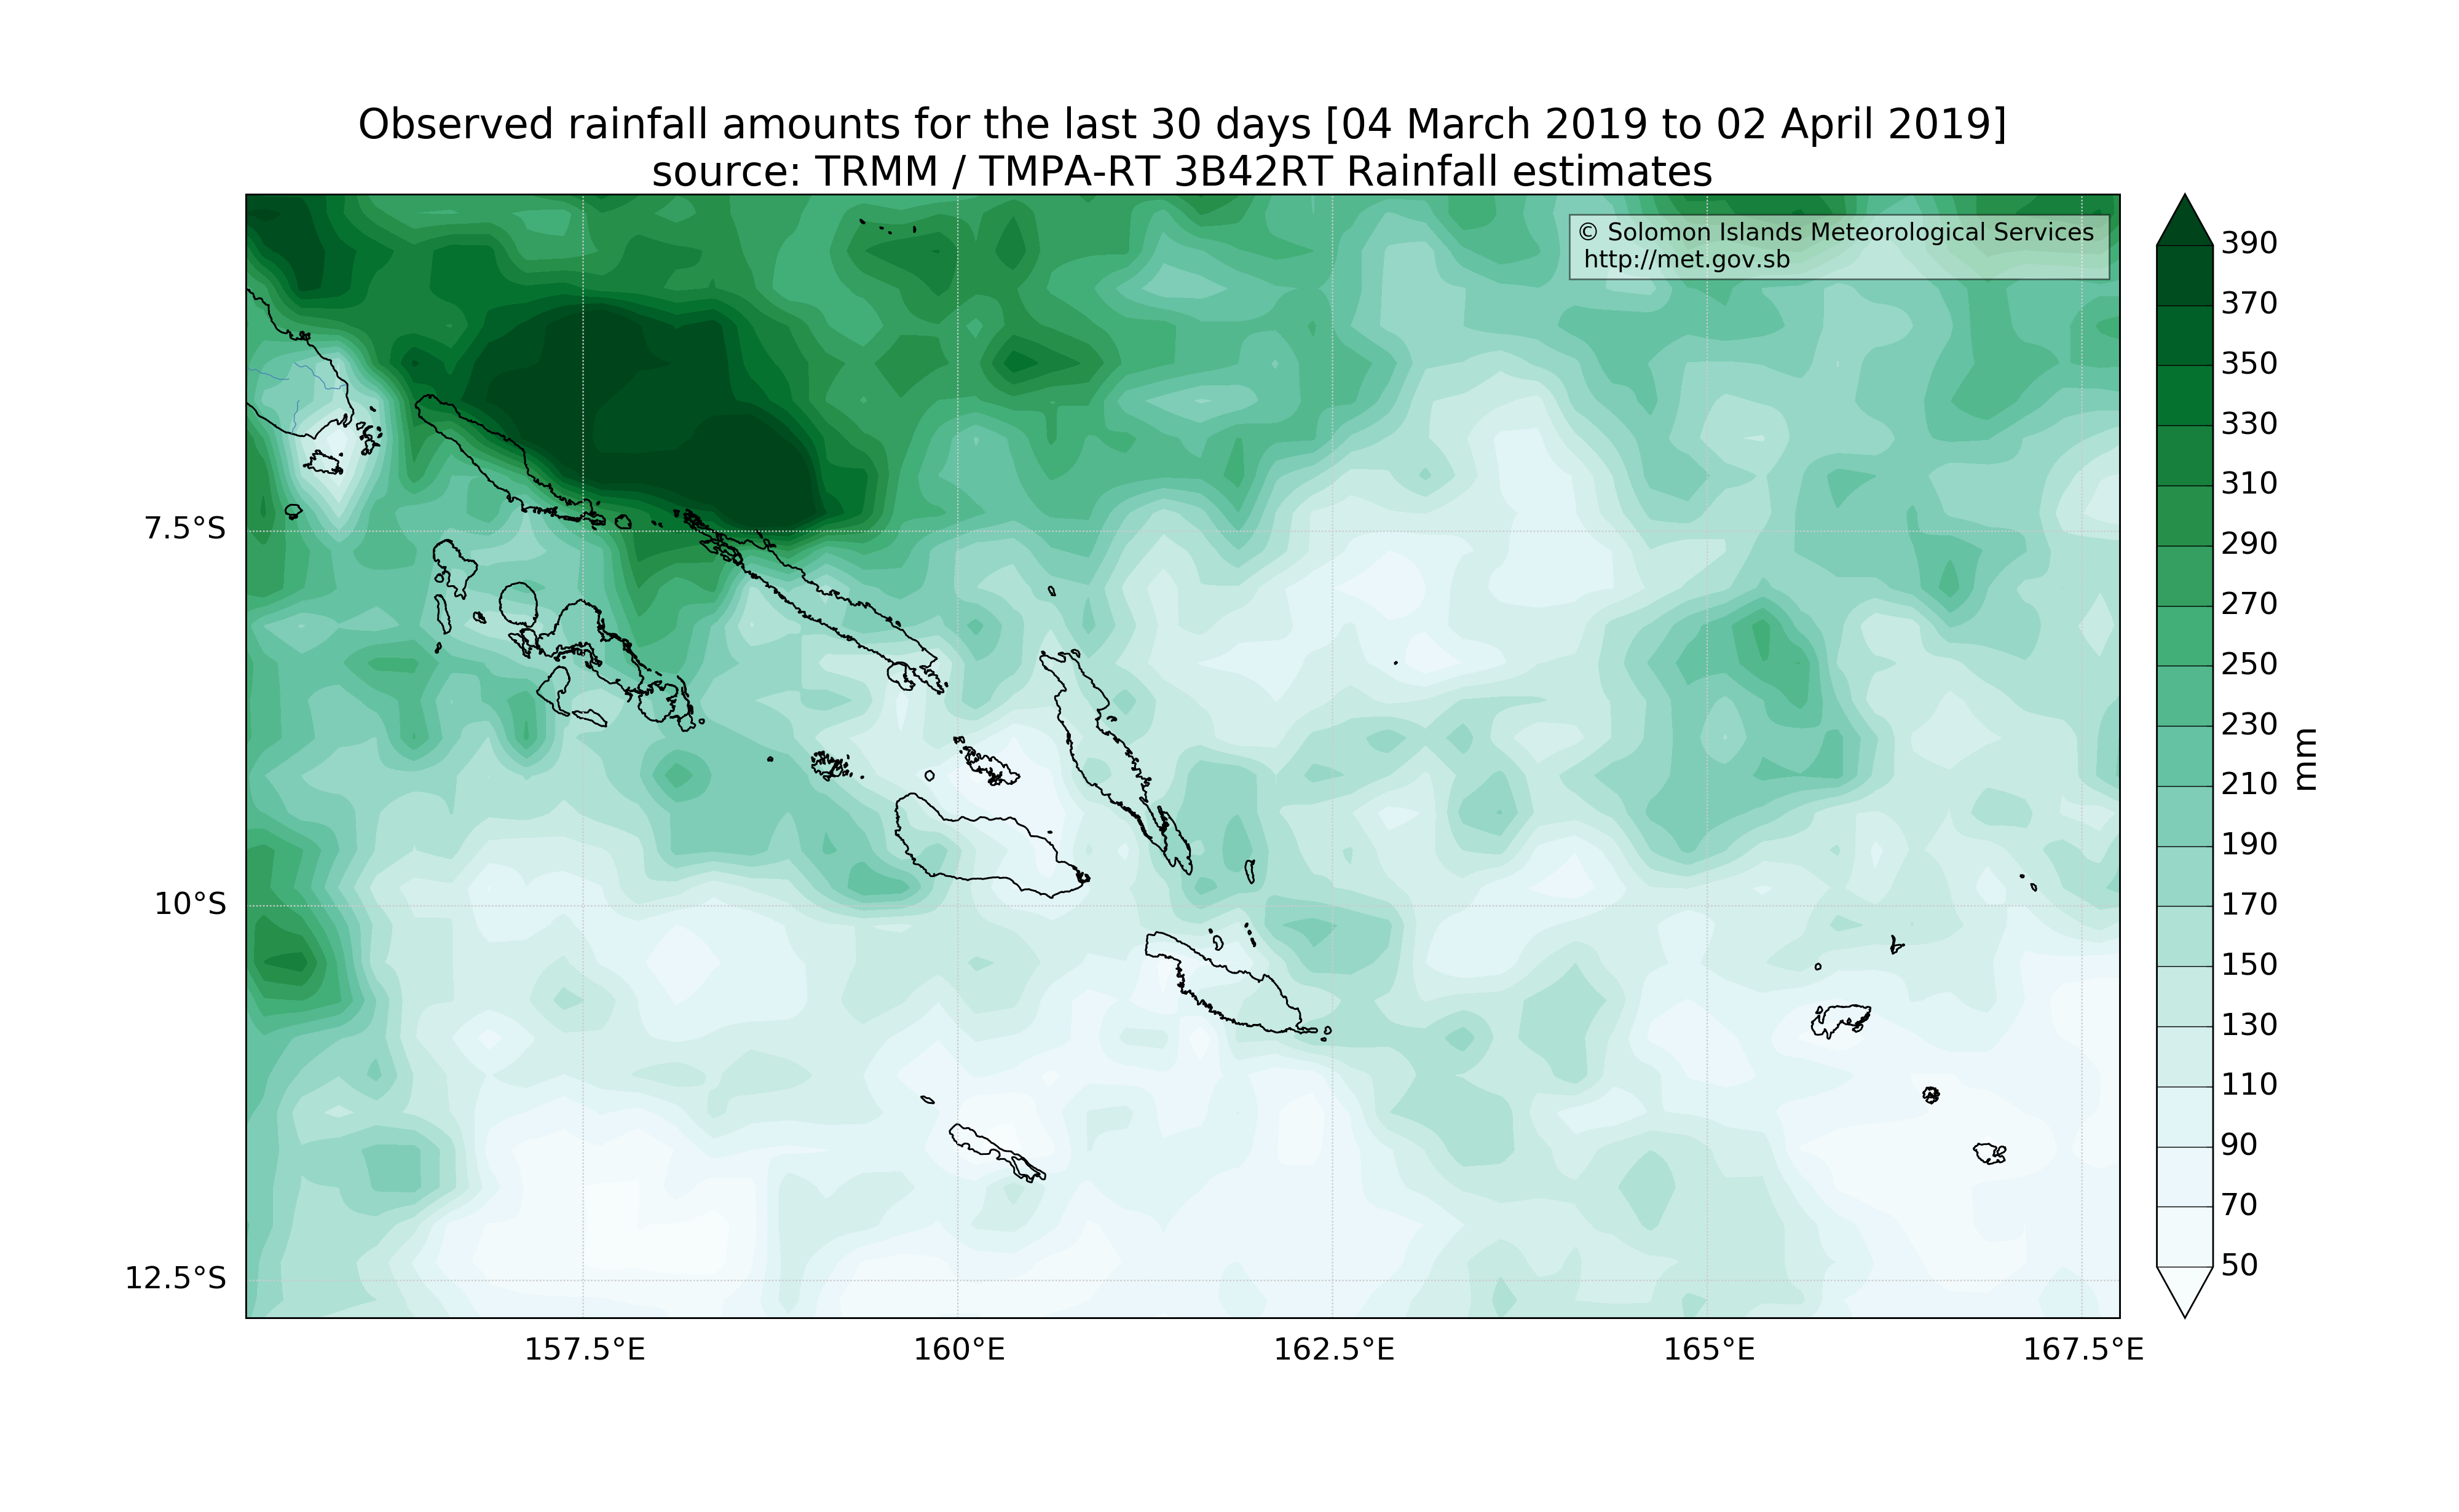 Observed rainfall amounts for the last 30 days [04 March 2019 to 02 April 2019]
source: TRMM / TMPA-RT 3B42RT Rainfall estimates
© Solomon Islands Meteorological Services
http://met.gov.sb
7.5°S
10°S
12.5°S
157.5°E
160°E
162.5°E
165°E
167.5°E
390
370
350
330
310
290
270
250
230
210
190
170
150
130
110
90
70
50
mm